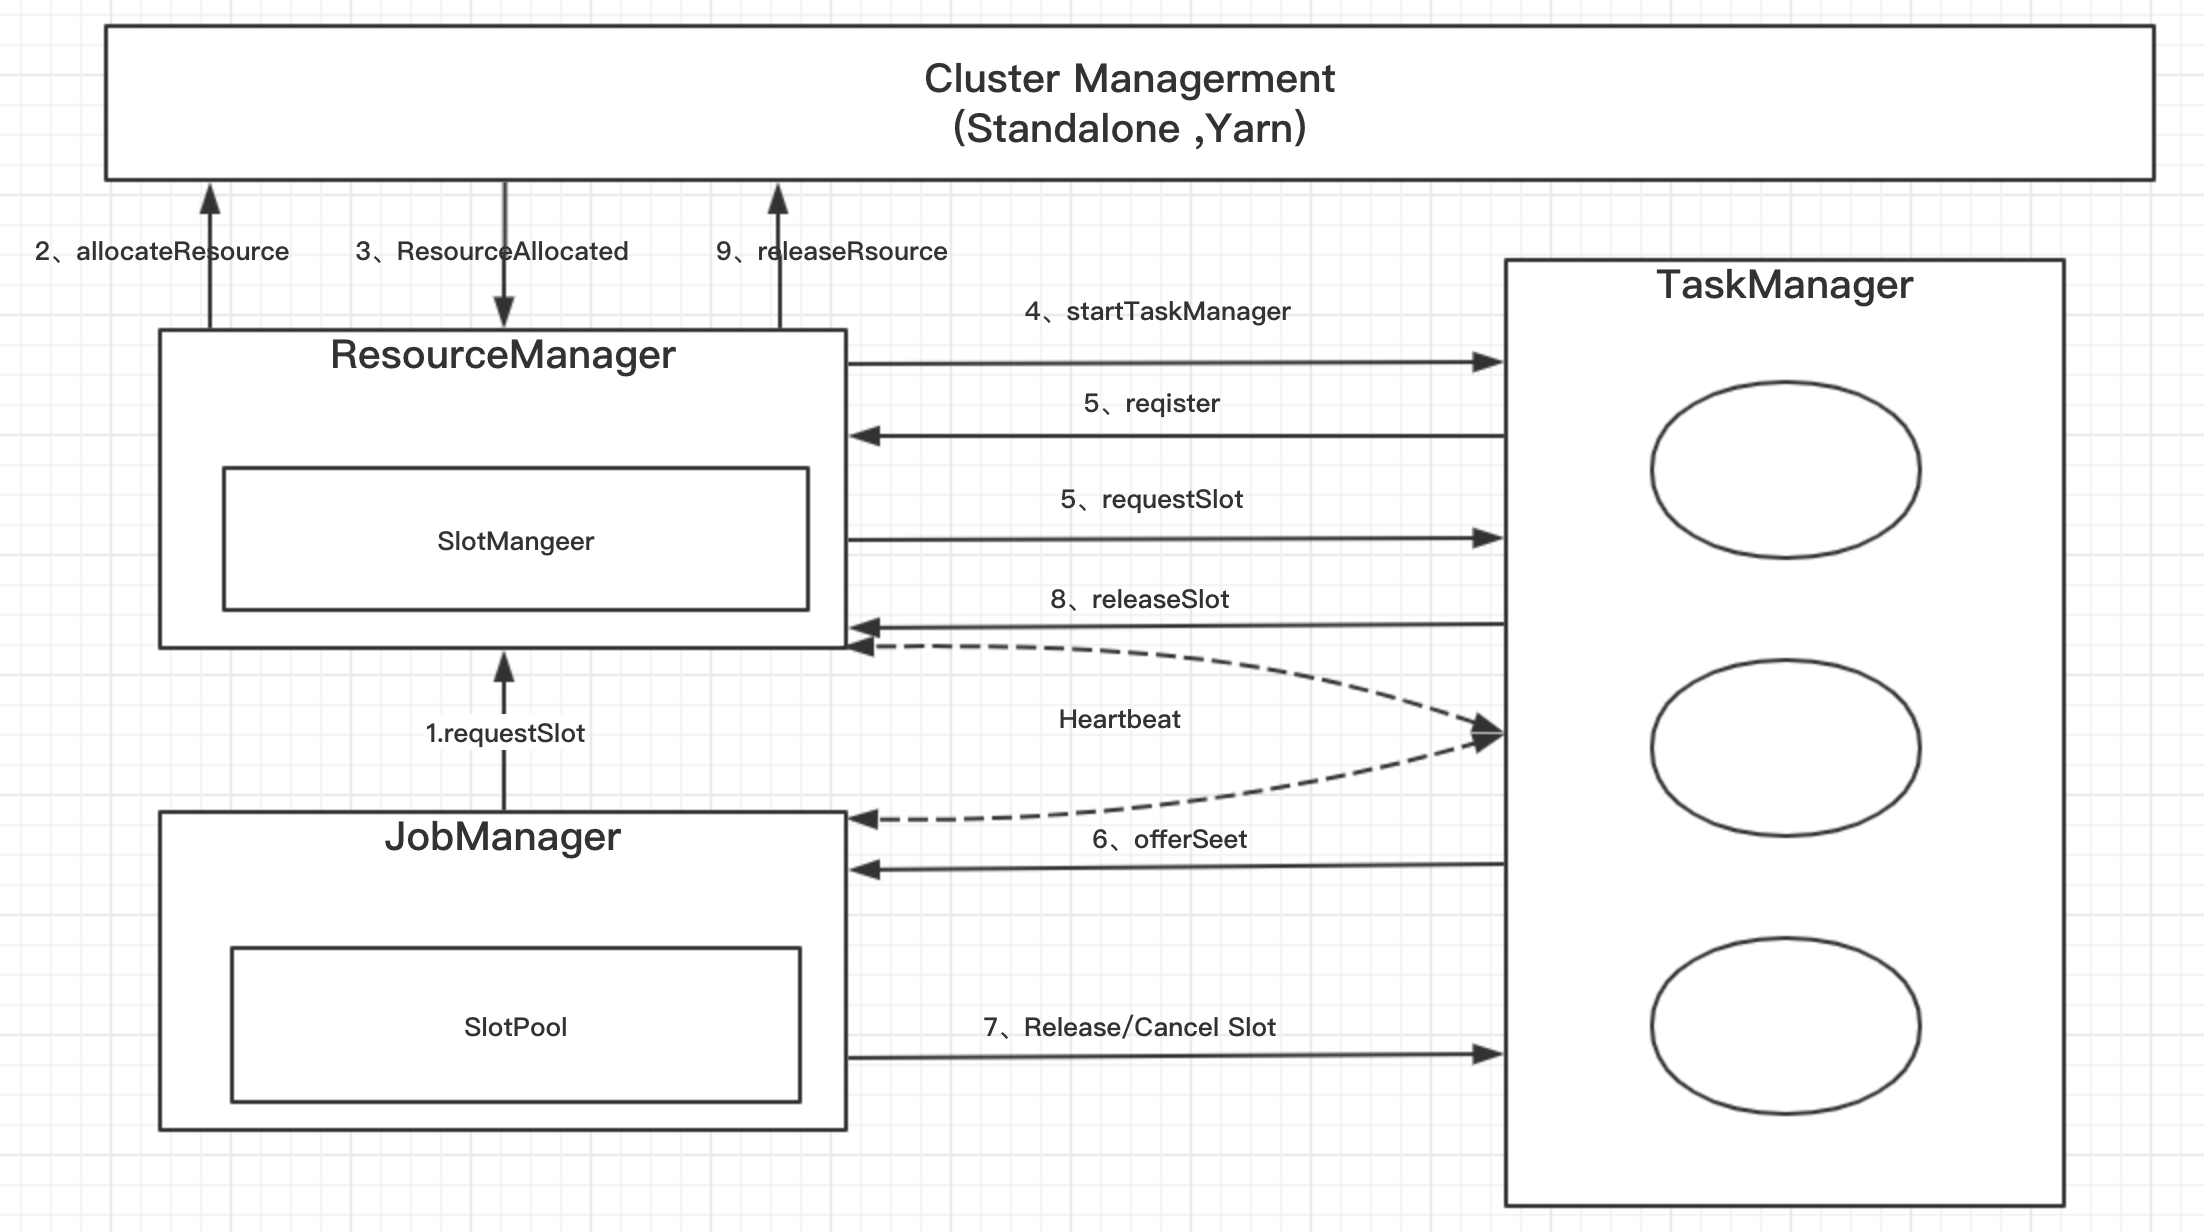 Cluster Managerment
(Standalone ,Yarn)
2、allocateResource
3、ResourceAllocated
9、releaseRsource
TaskManager
4、startTaskManager
ResourceManager
5、reqister
5、requestSlot
SlotMangeer
8、releaseSlot
Heartbeat
1.requestSlot
JobManager
6、offerSeet
SlotPool
7、Release/Cancel Slot